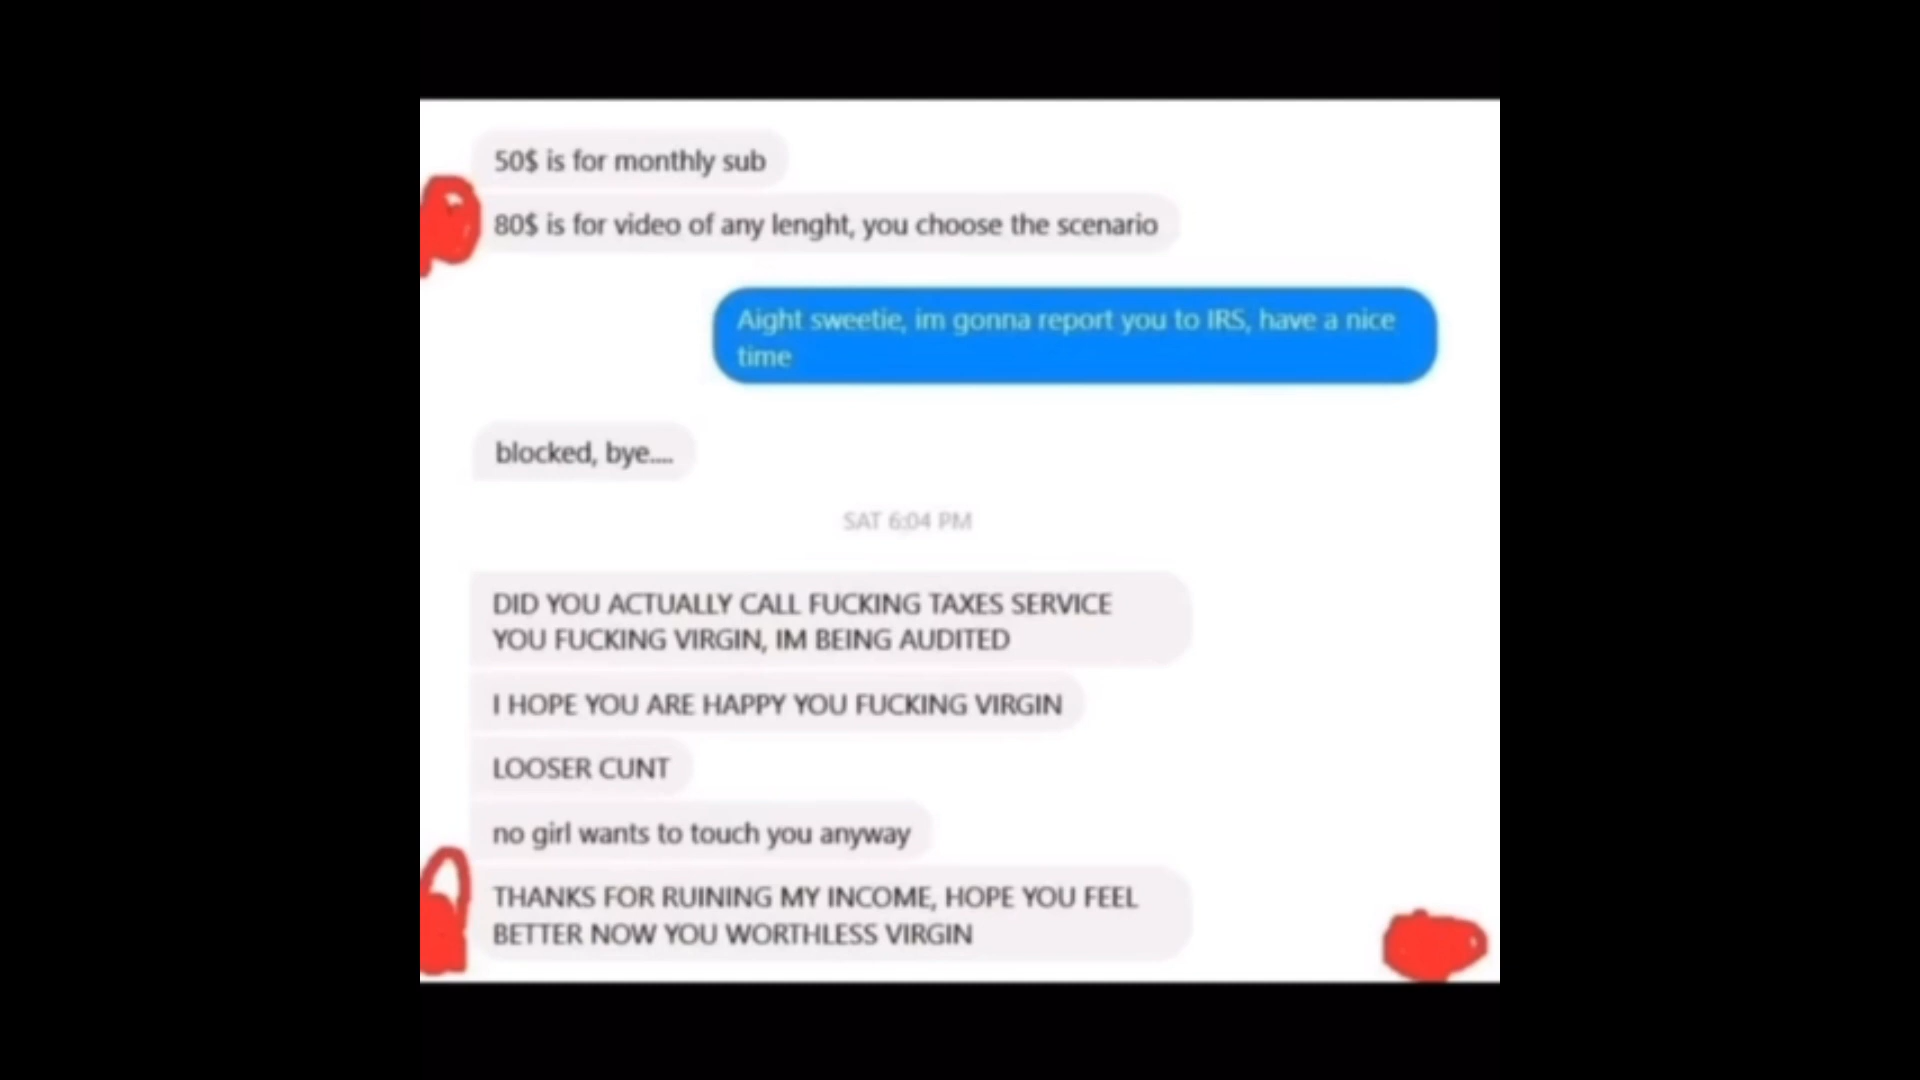 50$ is for monthly sub
80$ is for video of any lenght, you choose the scenario
Aight sweetie, im gonna report you to IRS, have a nice
time
blocked, bye....
SAT 6:04 PM
DID YOU ACTUALLY CALL FUCKING TAXES SERVICE
YOU FUCKING VIRGIN, IM BEING AUDITED
I HOPE YOU ARE HAPPY YOU FUCKING VIRGIN
LOOSER CUNT
no girl wants to touch you anyway
THANKS FOR RUINING MY INCOME, HOPE YOU FEEL
BETTER NOW YOU WORTHLESS VIRGIN